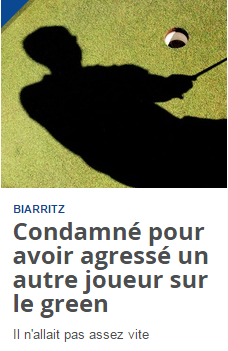 BIARRITZ
Condamné pour
avoir agressé un
autre joueur sur
le green
Il n'allait pas assez vite